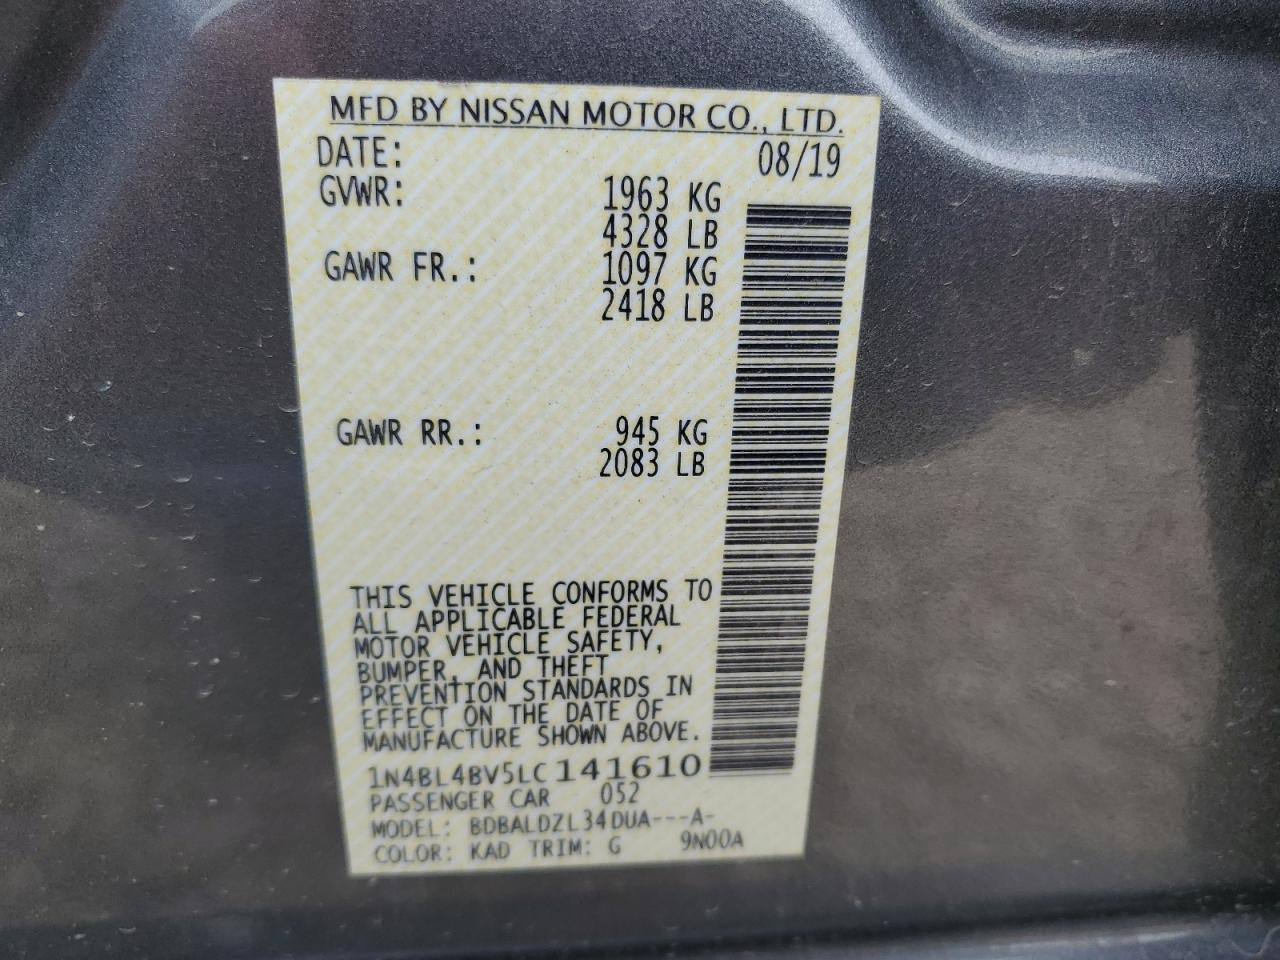 MFD BY NISSAN MOTOR CO., LTD.
DATE: 08/19
GVWR: 1963 KG
4328 LB
GAWR FR.: 1097 KG
2418 LB
GAWR RR.: 945 KG
2083 LB
THIS VEHICLE CONFORMS TO
ALL APPLICABLE FEDERAL
MOTOR VEHICLE SAFETY,
BUMPER, AND THEFT
PREVENTION STANDARDS IN
EFFECT ON THE DATE OF
MANUFACTURE SHOWN ABOVE.
1N4BL4BV5LC141610
PASSENGER CAR 052
MODEL: BDBALDZL34DUA---A-
COLOR: KAD TRIM: G 9N00A